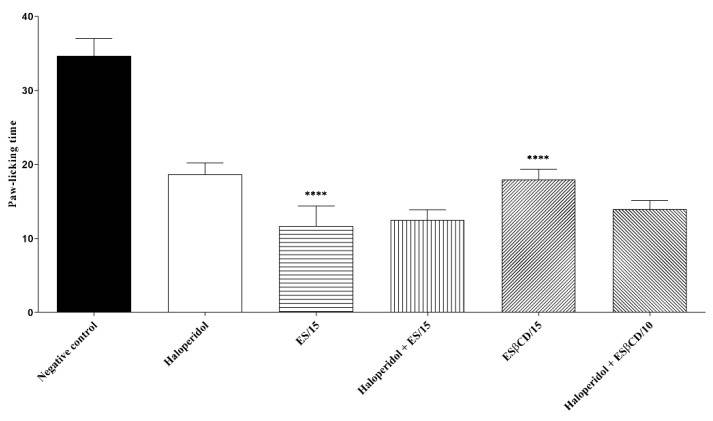 Paw-licking time
40
30
20
10
0
****
****
Negative control
Haloperidol
ES/15
Haloperidol + ES/15
ESβCD/15
Haloperidol + ESβCD/10